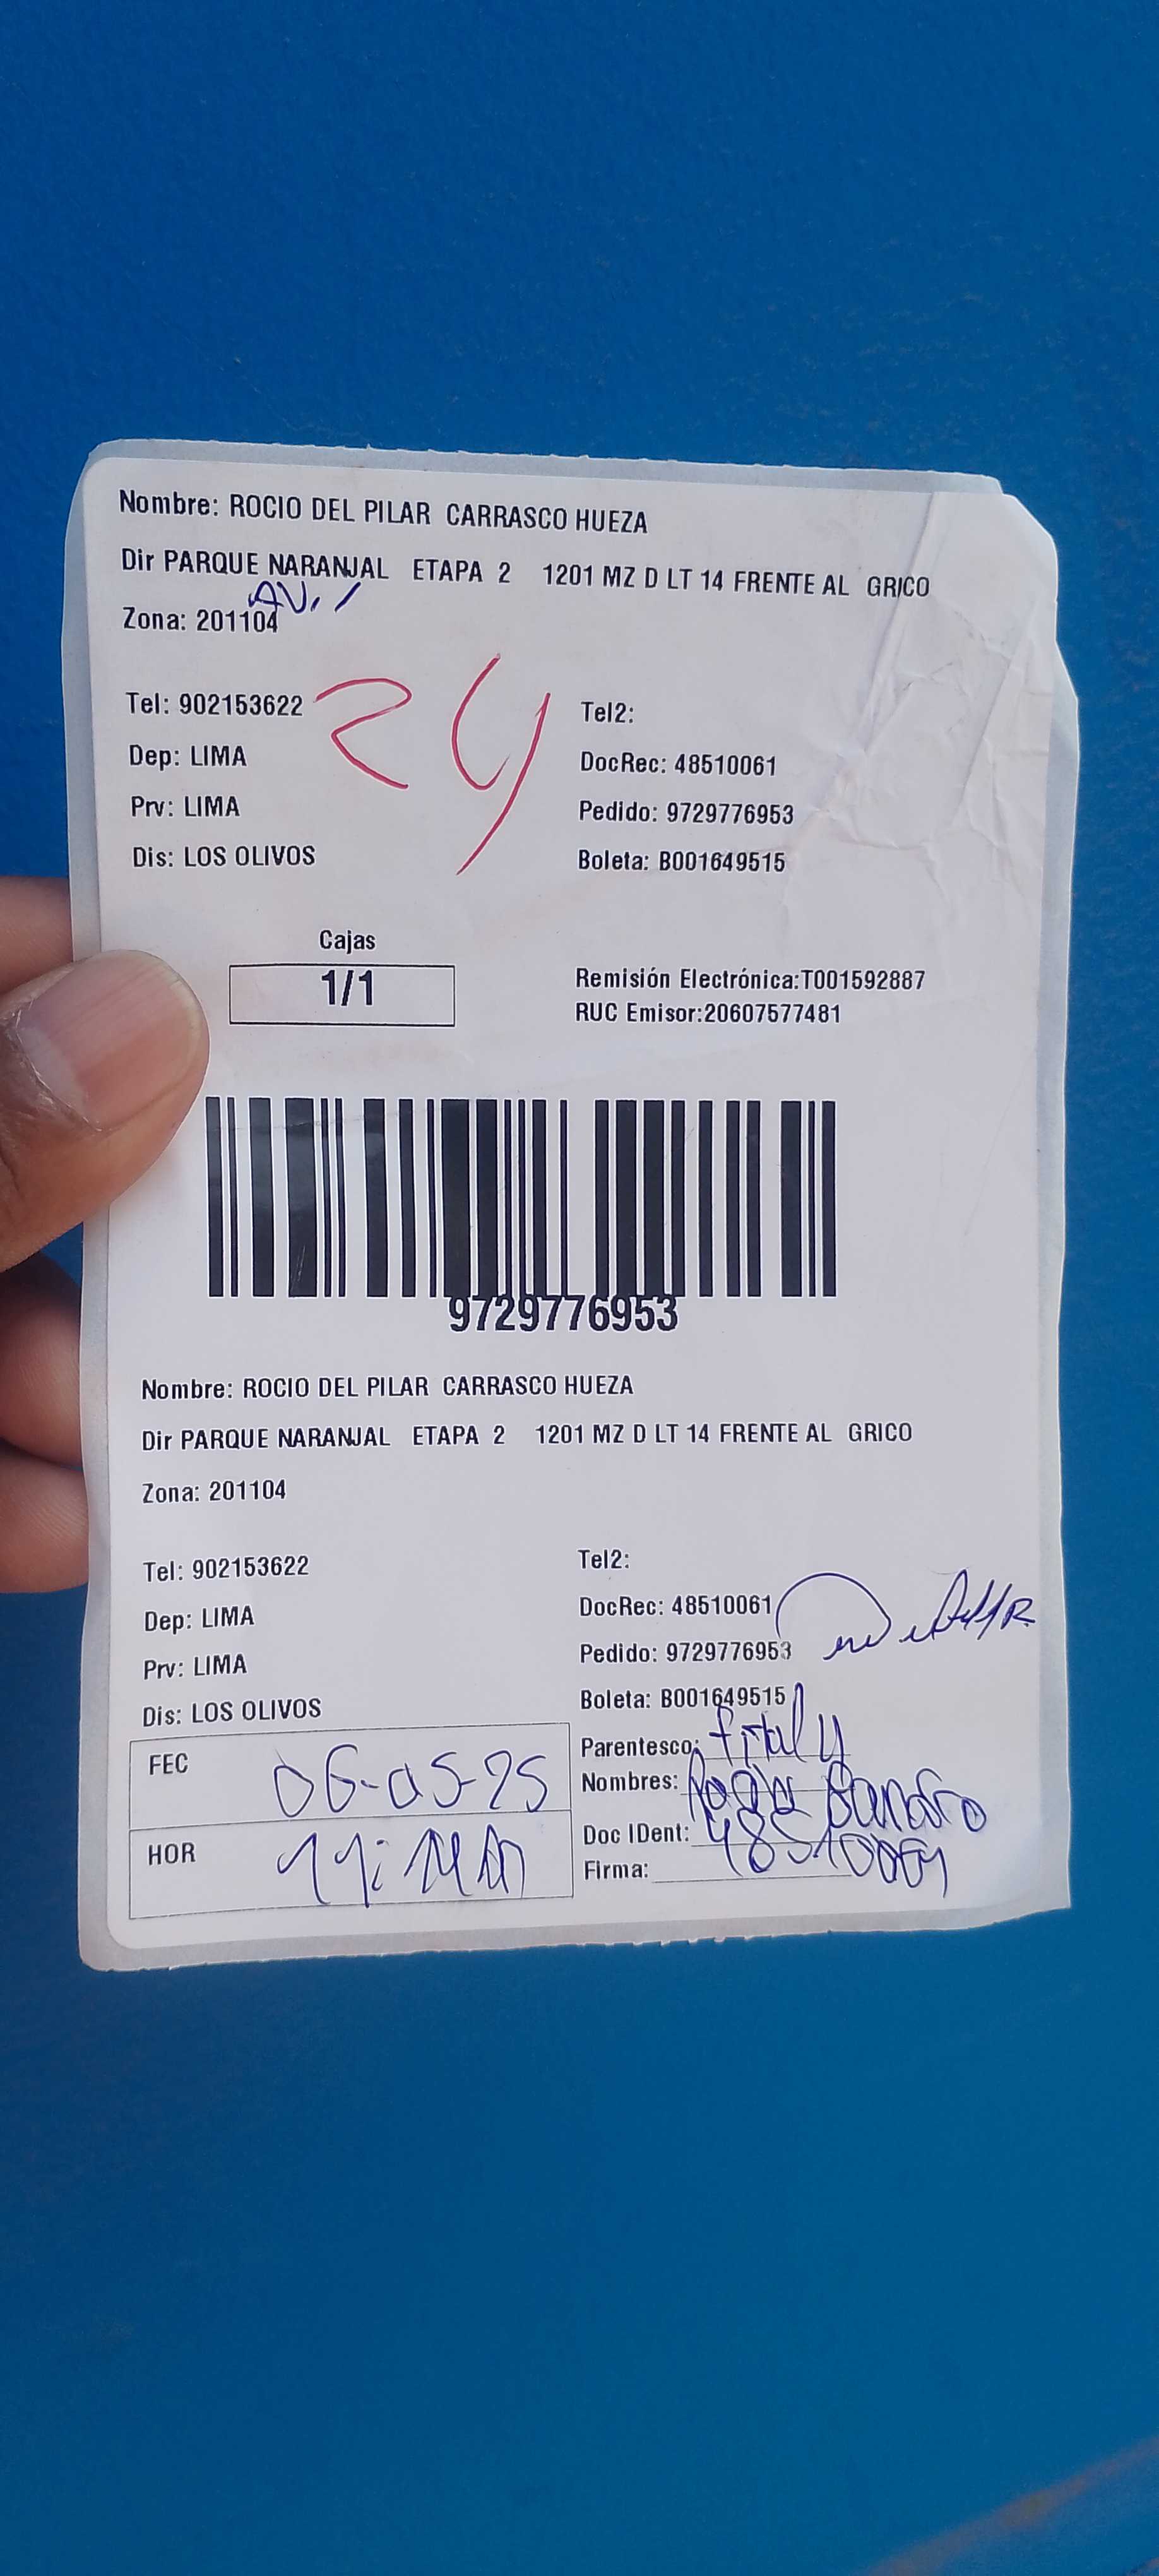 Nombre: ROCIO DEL PILAR CARRASCO HUEZA
Dir PARQUE NARANJAL ETAPA 2 1201 MZ D LT 14 FRENTE AL GRICO
AV.
Zona: 201104
24
Tel: 902153622 Tel2:
Dep: LIMA DocRec: 48510061
Prv: LIMA Pedido: 9729776953
Dis: LOS OLIVOS Boleta: B001649515
Cajas
1/1
Remisión Electrónica:T001592887
RUC Emisor:20607577481
9729776953
Nombre: ROCIO DEL PILAR CARRASCO HUEZA
Dir PARQUE NARANJAL ETAPA 2 1201 MZ D LT 14 FRENTE AL GRICO
Zona: 201104
Tel: 902153622 Tel2:
Dep: LIMA DocRec: 48510061
Prv: LIMA Pedido: 9729776953
Dis: LOS OLIVOS Boleta: B001649515
FEC 06-05-25 Parentesco:
Nombres:
HOR Doc IDent:
Firma: